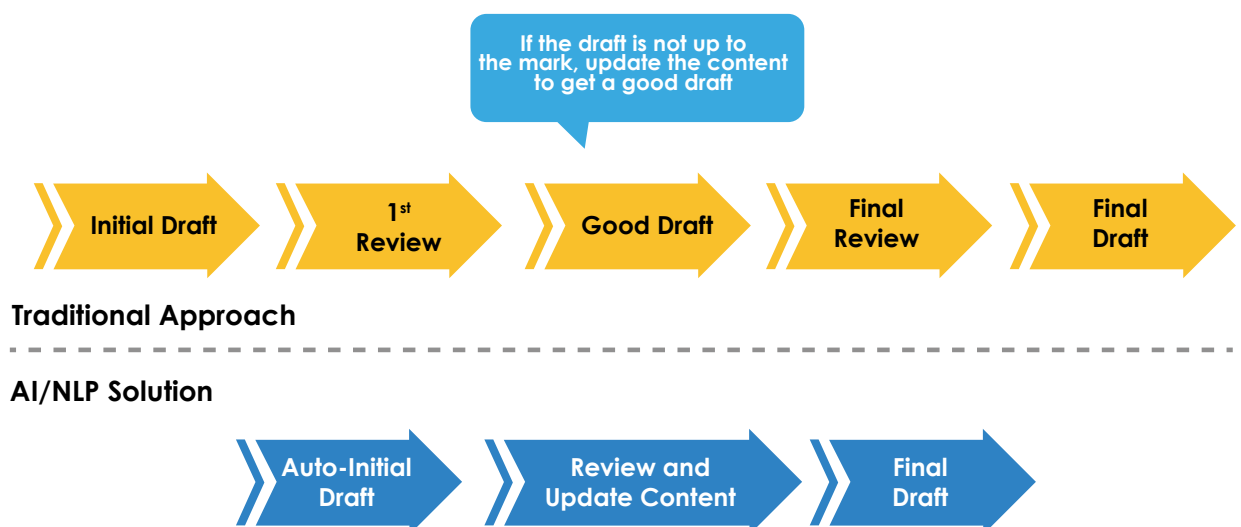 If the draft is not up to
the mark, update the content
to get a good draft
Initial Draft
1st
Review
Good Draft
Final
Review
Final
Draft
Traditional Approach
AI/NLP Solution
Auto-Initial
Draft
Review and
Update Content
Final
Draft